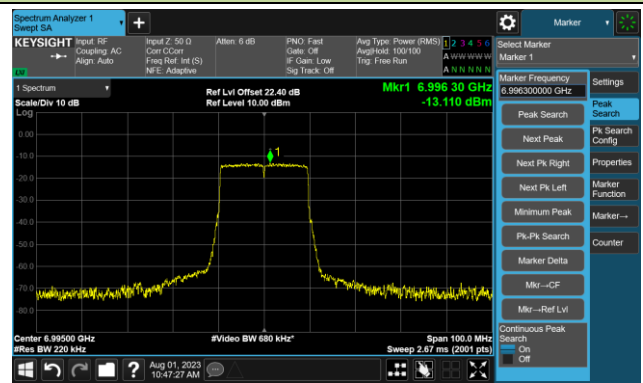 Spectrum Analyzer 1
Swept SA
Marker
KEYSIGHT
Input: RF
Coupling: AC
Align: Auto
Input Z: 50 Ω
Corr CCorr
Freq Ref: Int (S)
NFE: Adaptive
Atten: 6 dB
PNO: Fast
Gate: Off
IF Gain: Low
Sig Track: Off
Avg Type: Power (RMS)
Avg|Hold: 100/100
Trig: Free Run
1 2 3 4 5 6
A W W W W W
A N N N N N
LW
Select Marker
Marker 1
1 Spectrum
Scale/Div 10 dB
Log
Ref Lvl Offset 22.40 dB
Ref Level 10.00 dBm
Mkr1 6.996 30 GHz
-13.110 dBm
0.00
-10.0
-20.0
-30.0
-40.0
-50.0
-60.0
-70.0
-80.0
1
Center 6.99500 GHz
#Res BW 220 kHz
#Video BW 680 kHz*
Span 100.0 MHz
Sweep 2.67 ms (2001 pts)
Marker Frequency
6.996300000 GHz
Peak Search
Next Peak
Next Pk Right
Next Pk Left
Minimum Peak
Pk-Pk Search
Marker Delta
Mkr→CF
Mkr→Ref Lvl
Continuous Peak
Search
On
Off
Settings
Peak
Search
Pk Search
Config
Properties
Marker
Function
Marker→
Counter
Aug 01, 2023
10:47:27 AM